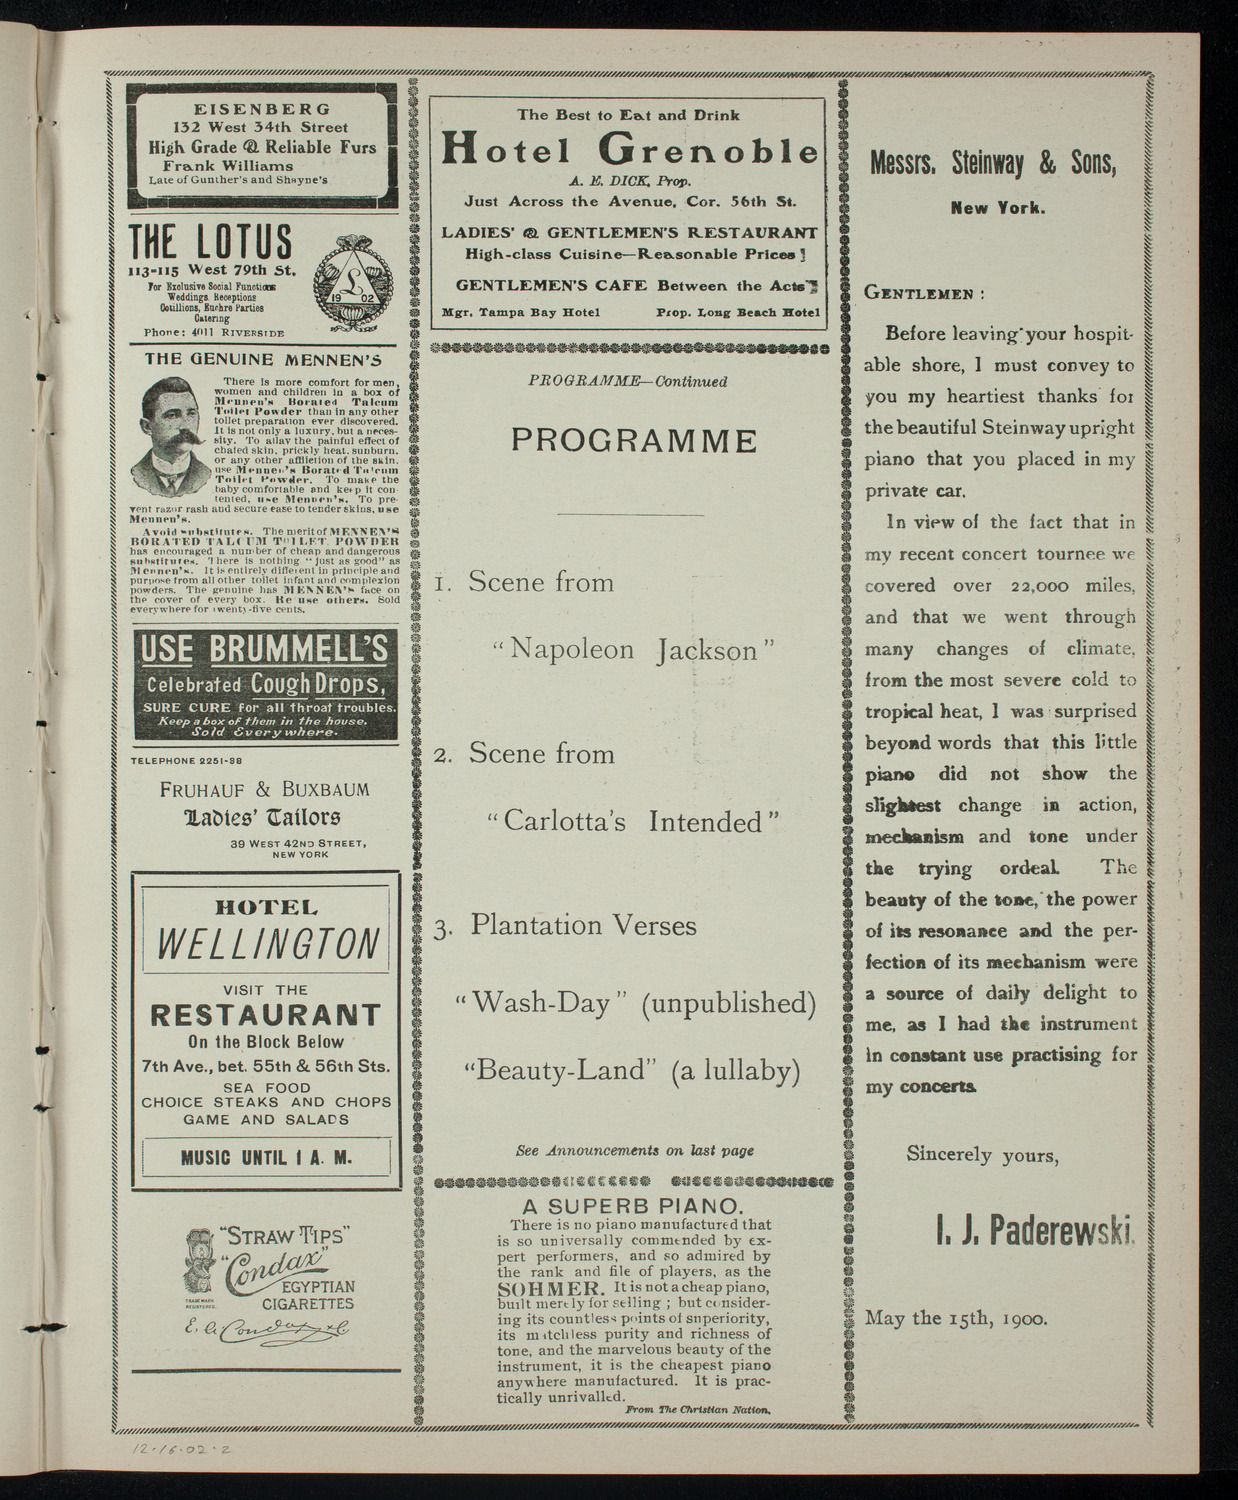 EISENBERG
132 West 34th Street
High Grade & Reliable Furs
Frank Williams
Late of Gunther's and Shayne's
THE LOTUS
113-115 West 79th St.
For Exclusive Social Functions
Weddings, Receptions
Cotillions, Euchre Parties
Catering
Phone: 4011 RIVERSIDE
L
19 02
THE GENUINE MENNEN'S
There is more comfort for men,
women and children in a box of
Mennen's Borated Talcum
Toilet Powder than in any other
toilet preparation ever discovered.
It is not only a luxury, but a neces-
sity. To allay the painful effect of
chafed skin, prickly heat, sunburn,
or any other affliction of the skin,
use Mennen's Borated Talcum
Toilet Powder. To make the
baby comfortable and keep it con-
tented, use Mennen's. To pre-
vent razor rash and secure ease to tender skins, use
Mennen's.
Avoid substitutes. The merit of MENNEN'S
BORATED TALCUM TOILET POWDER
has encouraged a number of cheap and dangerous
substitutes. There is nothing "just as good" as
Mennen's. It is entirely different in principle and
purpose from all other toilet infant and complexion
powders. The genuine has MENNEN'S face on
the cover of every box. Refuse others. Sold
everywhere for twenty-five cents.
USE BRUMMELL'S
Celebrated Cough Drops,
SURE CURE for all throat troubles.
Keep a box of them in the house.
Sold Everywhere.
TELEPHONE 2251-38
FRUHAUF & BUXBAUM
Ladies' Tailors
39 WEST 42ND STREET,
NEW YORK
HOTEL
WELLINGTON
VISIT THE
RESTAURANT
On the Block Below
7th Ave., bet. 55th & 56th Sts.
SEA FOOD
CHOICE STEAKS AND CHOPS
GAME AND SALADS
MUSIC UNTIL 1 A. M.
"STRAW TIPS"
"Condax"
EGYPTIAN
CIGARETTES
TRADE MARK
REGISTERED.
E. A. Condax & Co
The Best to Eat and Drink
Hotel Grenoble
A. E. DICK, Prop.
Just Across the Avenue, Cor. 56th St.
LADIES' & GENTLEMEN'S RESTAURANT
High-class Cuisine—Reasonable Prices
GENTLEMEN'S CAFE Between the Acts
Mgr. Tampa Bay Hotel Prop. Long Beach Hotel
PROGRAMME—Continued
PROGRAMME
1. Scene from
"Napoleon Jackson"
2. Scene from
"Carlotta's Intended"
3. Plantation Verses
"Wash-Day" (unpublished)
"Beauty-Land" (a lullaby)
See Announcements on last page
A SUPERB PIANO.
There is no piano manufactured that
is so universally commended by ex-
pert performers, and so admired by
the rank and file of players, as the
SOHMER. It is not a cheap piano,
built merely for selling; but consider-
ing its countless points of superiority,
its matchless purity and richness of
tone, and the marvelous beauty of the
instrument, it is the cheapest piano
anywhere manufactured. It is prac-
tically unrivalled.
From The Christian Nation.
Messrs. Steinway & Sons,
New York.
GENTLEMEN:
Before leaving your hospit-
able shore, I must convey to
you my heartiest thanks for
the beautiful Steinway upright
piano that you placed in my
private car.
In view of the fact that in
my recent concert tournee we
covered over 22,000 miles,
and that we went through
many changes of climate,
from the most severe cold to
tropical heat, I was surprised
beyond words that this little
piano did not show the
slightest change in action,
mechanism and tone under
the trying ordeal. The
beauty of the tone, the power
of its resonance and the per-
fection of its mechanism were
a source of daily delight to
me, as I had the instrument
in constant use practising for
my concerts.
Sincerely yours,
I. J. Paderewski.
May the 15th, 1900.
12-16-02-2